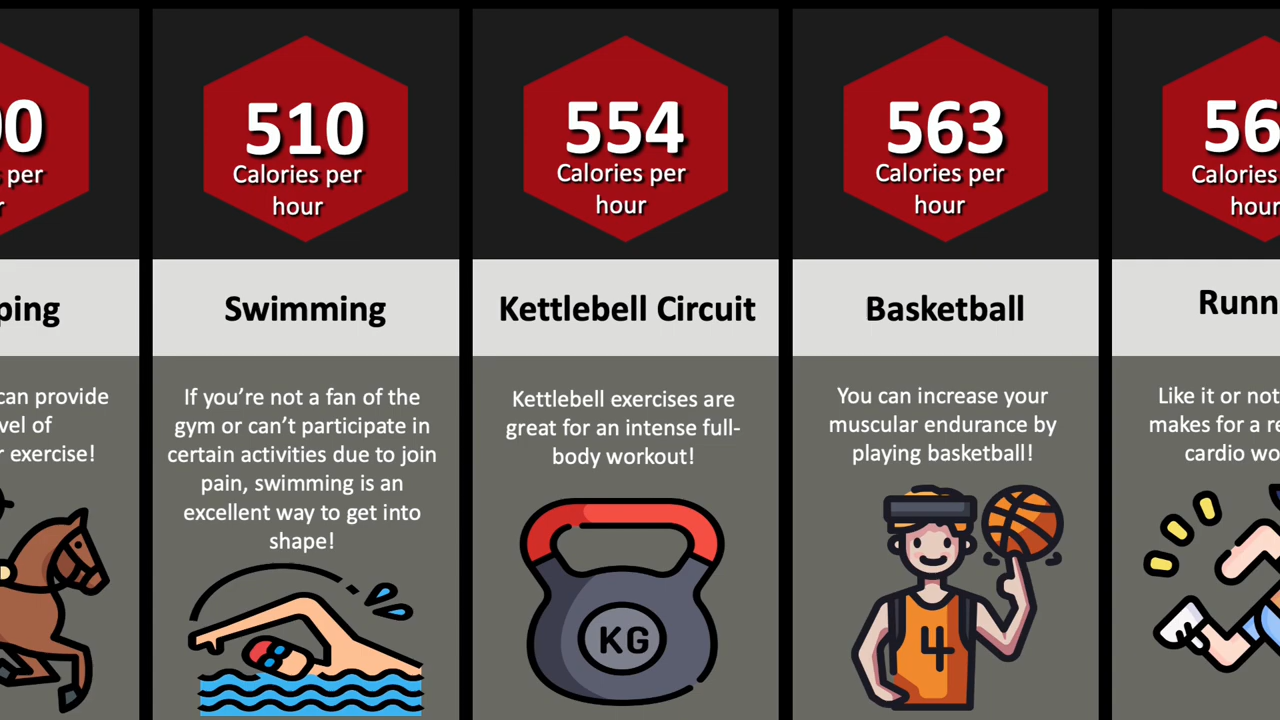 00
per
ping
can provide
vel of
exercise!
510
Calories per
hour
Swimming
If you’re not a fan of the
gym or can’t participate in
certain activities due to join
pain, swimming is an
excellent way to get into
shape!
554
Calories per
hour
Kettlebell Circuit
Kettlebell exercises are
great for an intense full-
body workout!
KG
563
Calories per
hour
Basketball
You can increase your
muscular endurance by
playing basketball!
4
56
Calories
hour
Runn
Like it or not
makes for a re
cardio wo